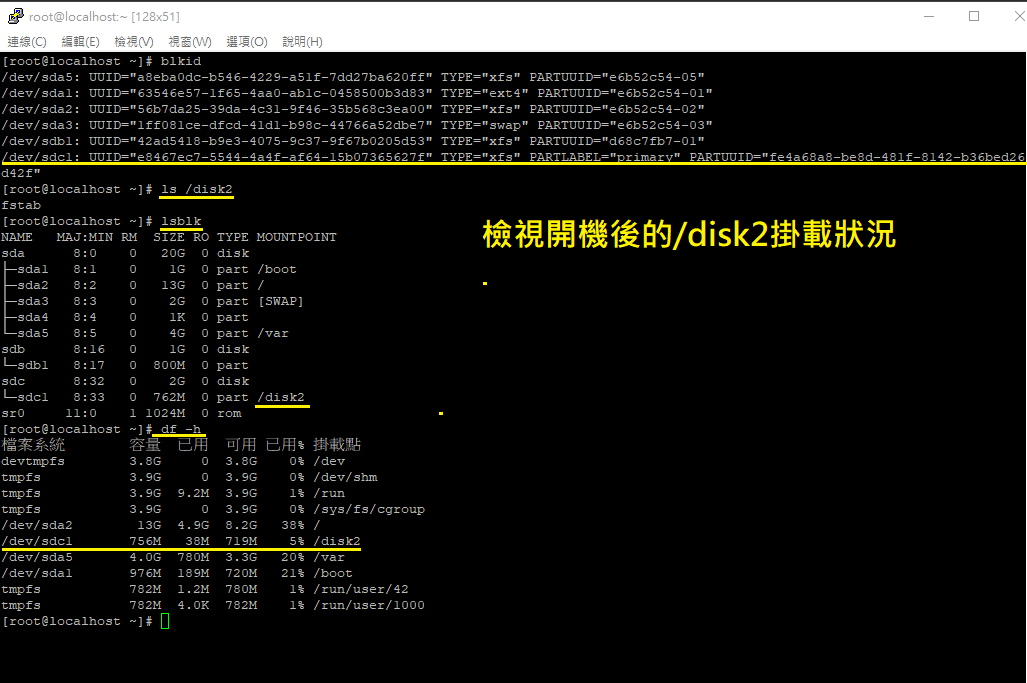 root@localhost:~ [128x51]
連線(C) 編輯(E) 檢視(V) 視窗(W) 選項(O) 說明(H)
[root@localhost ~]# blkid
/dev/sda5: UUID="a8eba0dc-b546-4229-a51f-7dd27ba620ff" TYPE="xfs" PARTUUID="e6b52c54-05"
/dev/sda1: UUID="63546e57-1f65-4aa0-ab1c-0458500b3d83" TYPE="ext4" PARTUUID="e6b52c54-01"
/dev/sda2: UUID="56b7da25-39da-4c31-9f46-35b568c3ea00" TYPE="xfs" PARTUUID="e6b52c54-02"
/dev/sda3: UUID="1ff081ce-dfcd-41d1-b98c-44766a52dbe7" TYPE="swap" PARTUUID="e6b52c54-03"
/dev/sdb1: UUID="42ad5418-b9e3-4075-9c37-9f67b0205d53" TYPE="xfs" PARTUUID="d68c7fb7-01"
/dev/sdc1: UUID="e8467ec7-5544-4a4f-af64-15b07365627f" TYPE="xfs" PARTLABEL="primary" PARTUUID="fe4a68a8-be8d-481f-8142-b36bed26
d42f"
[root@localhost ~]# ls /disk2
fstab
[root@localhost ~]# lsblk
NAME   MAJ:MIN RM  SIZE RO TYPE MOUNTPOINT
檢視開機後的/disk2掛載狀況
sda      8:0    0   20G  0 disk
├─sda1   8:1    0    1G  0 part /boot
├─sda2   8:2    0   13G  0 part /
├─sda3   8:3    0    2G  0 part [SWAP]
├─sda4   8:4    0    1K  0 part
└─sda5   8:5    0    4G  0 part /var
sdb      8:16   0    1G  0 disk
└─sdb1   8:17   0  800M  0 part
sdc      8:32   0    2G  0 disk
└─sdc1   8:33   0  762M  0 part /disk2
sr0     11:0    1 1024M  0 rom
[root@localhost ~]# df -h
檔案系統        容量  已用  可用 已用% 掛載點
devtmpfs        3.8G     0  3.8G    0% /dev
tmpfs           3.9G     0  3.9G    0% /dev/shm
tmpfs           3.9G  9.2M  3.9G    1% /run
tmpfs           3.9G     0  3.9G    0% /sys/fs/cgroup
/dev/sda2        13G  4.9G  8.2G   38% /
/dev/sdc1       756M   38M  719M    5% /disk2
/dev/sda5       4.0G  780M  3.3G   20% /var
/dev/sda1       976M  189M  720M   21% /boot
tmpfs           782M  1.2M  780M    1% /run/user/42
tmpfs           782M  4.0K  782M    1% /run/user/1000
[root@localhost ~]#